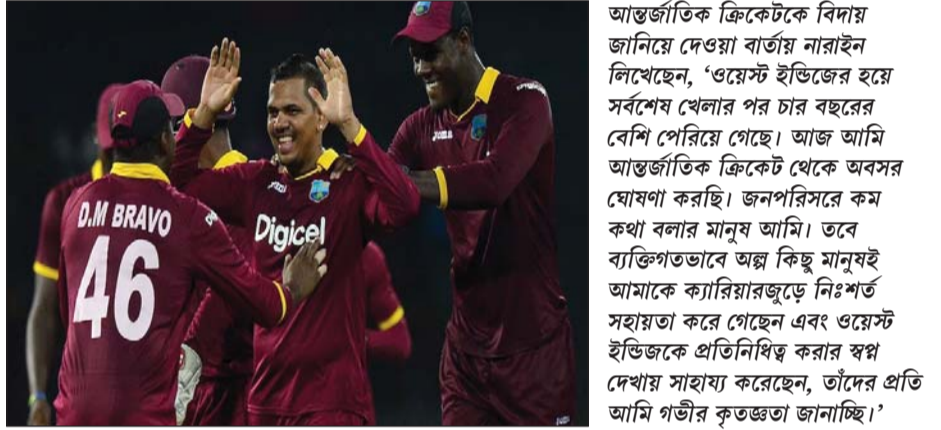 আন্তর্জাতিক ক্রিকেটকে বিদায়
জানিয়ে দেওয়া বার্তায় নারাইন
লিখেছেন, ‘ওয়েস্ট ইন্ডিজের হয়ে
সর্বশেষ খেলার পর চার বছরের
বেশি পেরিয়ে গেছে। আজ আমি
আন্তর্জাতিক ক্রিকেট থেকে অবসর
ঘোষণা করছি। জনপরিসরে কম
কথা বলার মানুষ আমি। তবে
ব্যক্তিগতভাবে অল্প কিছু মানুষই
আমাকে ক্যারিয়ারজুড়ে নিঃশর্ত
সহায়তা করে গেছেন এবং ওয়েস্ট
ইন্ডিজকে প্রতিনিধিত্ব করার স্বপ্ন
দেখায় সাহায্য করেছেন, তাঁদের প্রতি
আমি গভীর কৃতজ্ঞতা জানাচ্ছি।’
D.M BRAVO
46
Digicel